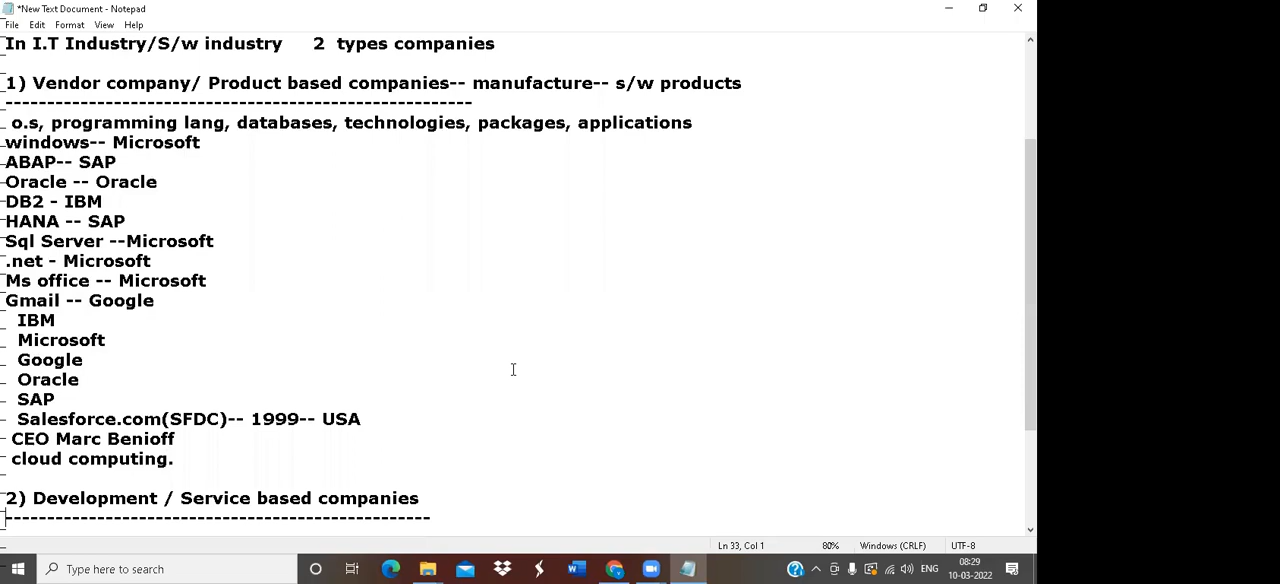 *New Text Document - Notepad
File Edit Format View Help
In I.T Industry/S/w industry 2 types companies
1) Vendor company/ Product based companies-- manufacture-- s/w products
---------------------------------------------------------
o.s, programming lang, databases, technologies, packages, applications
windows-- Microsoft
ABAP-- SAP
Oracle -- Oracle
DB2 - IBM
HANA -- SAP
Sql Server --Microsoft
.net - Microsoft
Ms office -- Microsoft
Gmail -- Google
IBM
Microsoft
Google
Oracle
SAP
Salesforce.com(SFDC)-- 1999-- USA
CEO Marc Benioff
cloud computing.
2) Development / Service based companies
----------------------------------------------------
Ln 33, Col 1 80% Windows (CRLF) UTF-8
Type here to search
ENG
08:29
10-03-2022